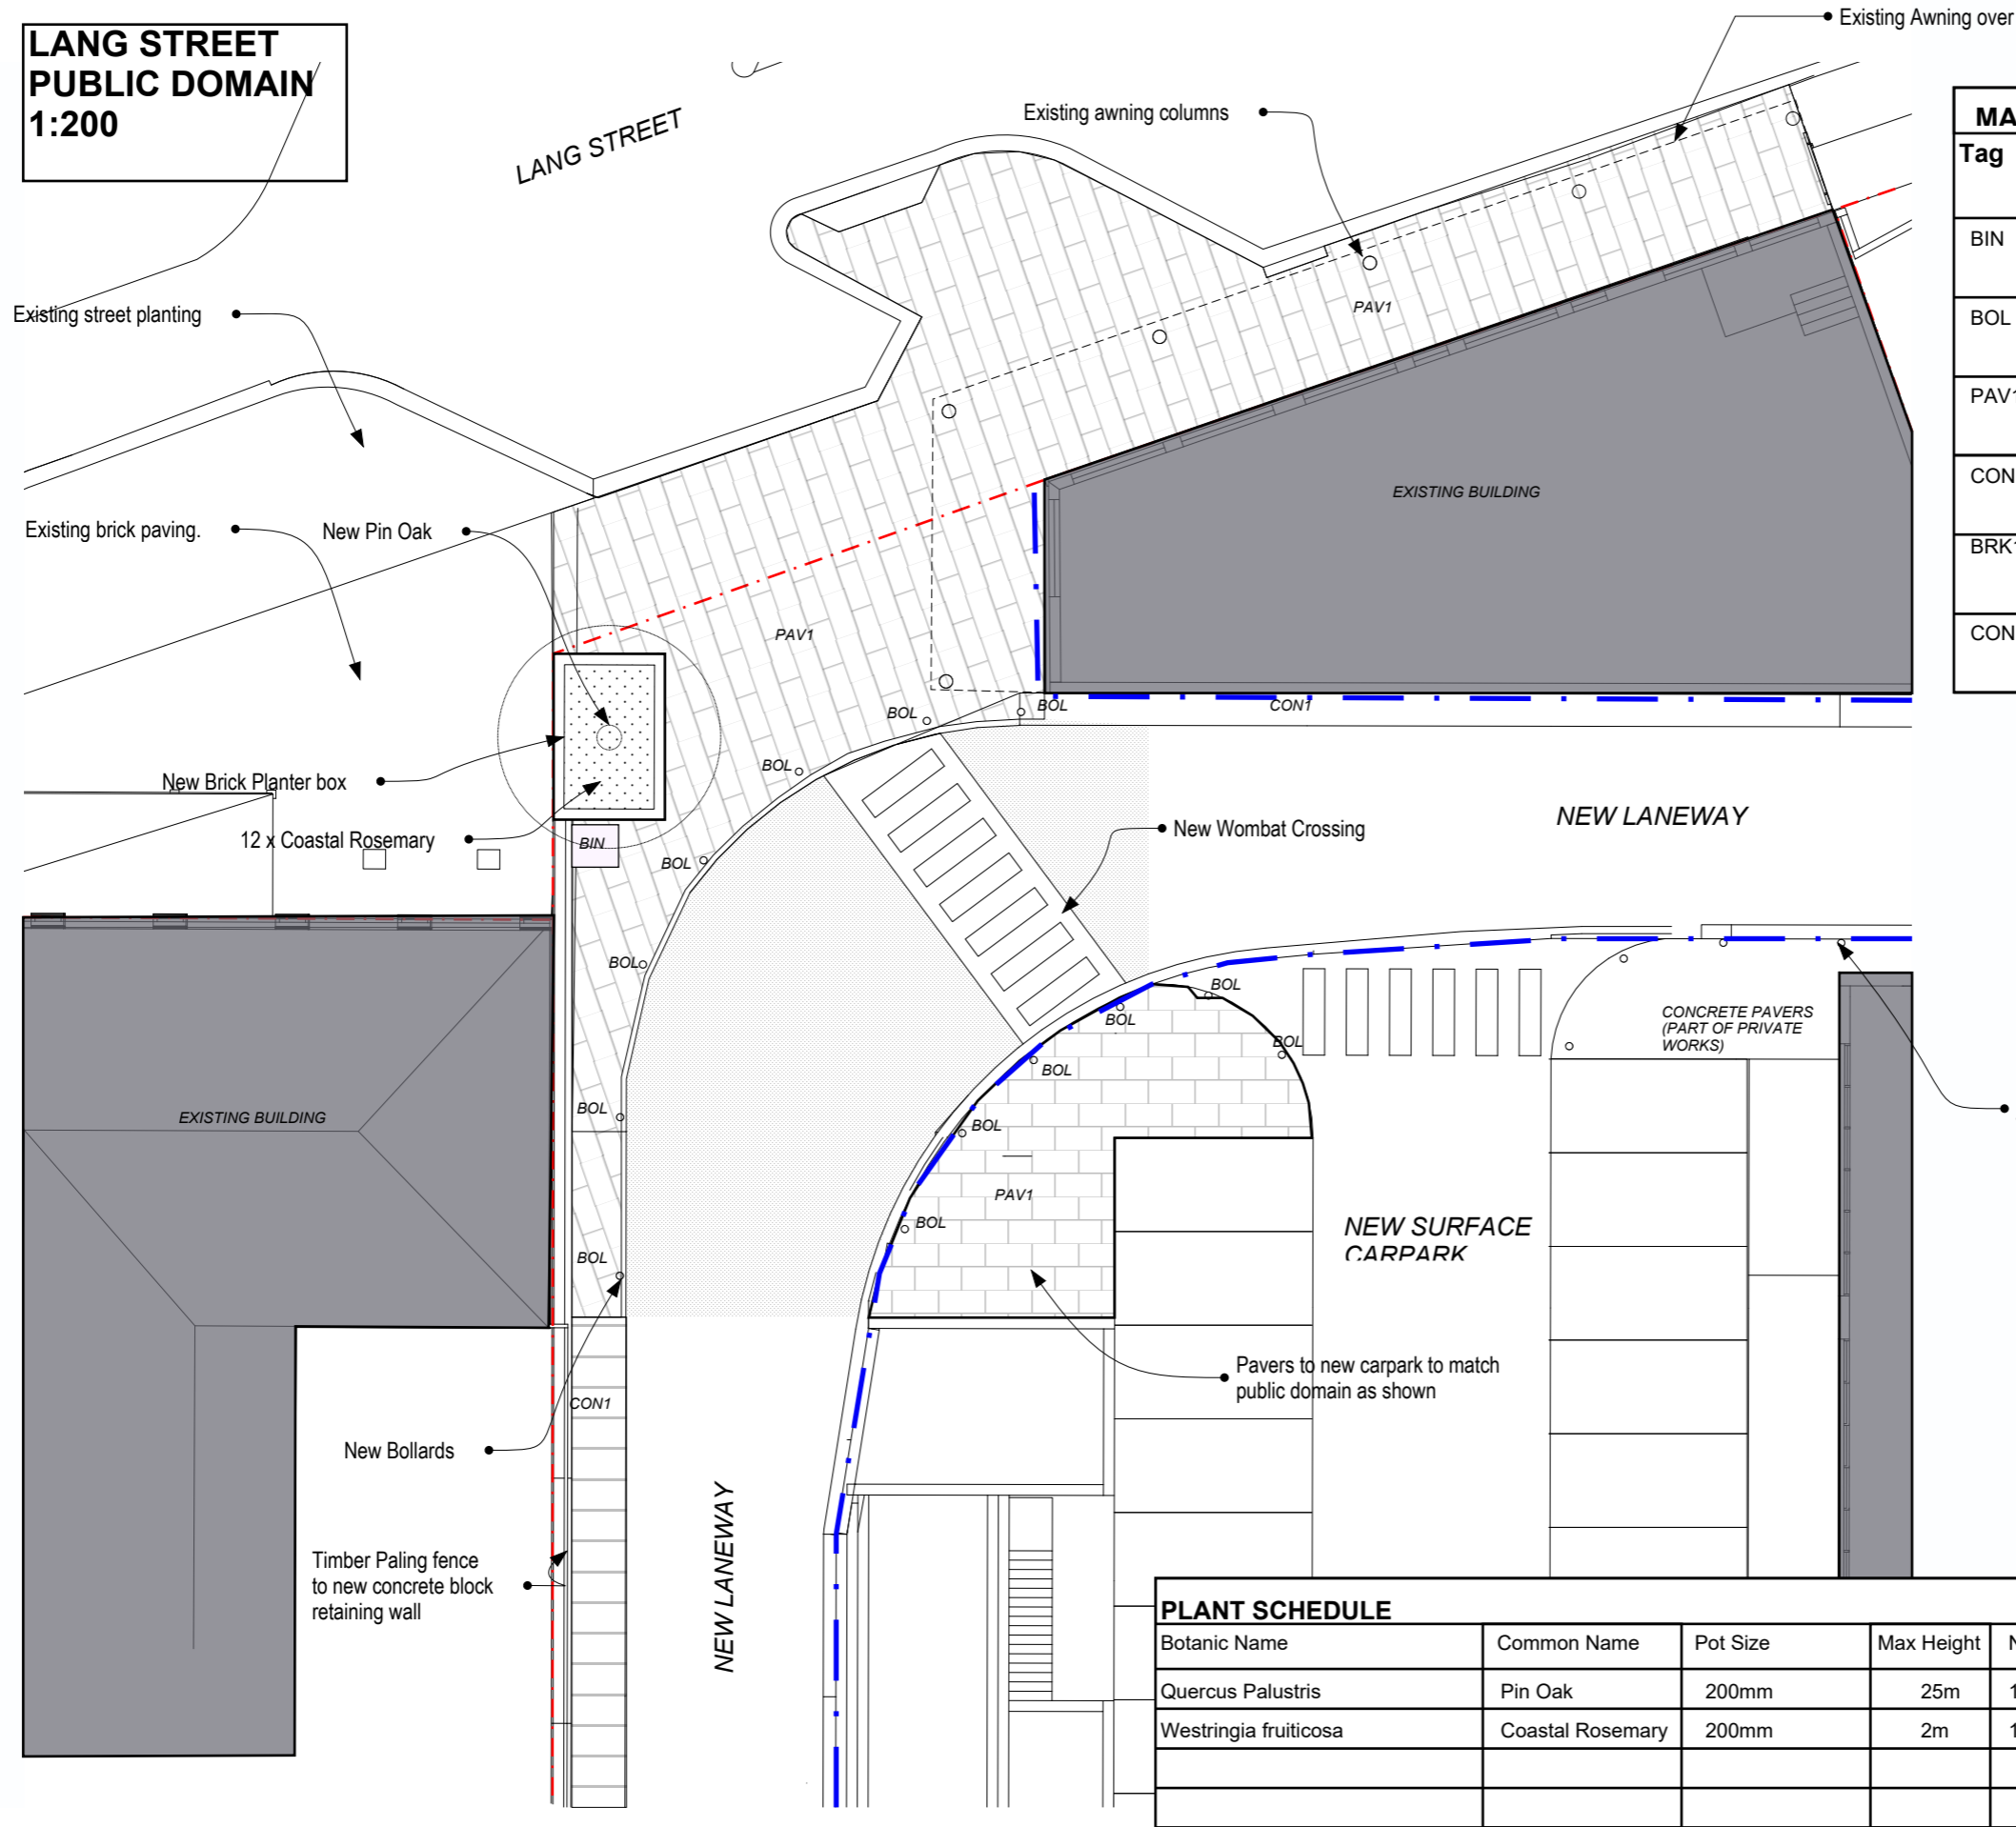 LANG STREET
PUBLIC DOMAIN
1:200
Existing Awning over
Existing awning columns
LANG STREET
MA
Tag
BIN
BOL
PAV1
CON
BRK1
CON
Existing street planting
PAV1
EXISTING BUILDING
Existing brick paving.
New Pin Oak
PAV1
BOL
BOL
CON1
BOL
New Brick Planter box
12 x Coastal Rosemary
BIN
BOL
New Wombat Crossing
NEW LANEWAY
BOL
BOL
BOL
BOL
BOL
BOL
BOL
CONCRETE PAVERS
(PART OF PRIVATE
WORKS)
EXISTING BUILDING
BOL
PAV1
BOL
BOL
NEW SURFACE
CARPARK
Pavers to new carpark to match
public domain as shown
CON1
New Bollards
NEW LANEWAY
Timber Paling fence
to new concrete block
retaining wall
PLANT SCHEDULE
Botanic Name Common Name Pot Size Max Height N
Quercus Palustris Pin Oak 200mm 25m 1
Westringia fruiticosa Coastal Rosemary 200mm 2m 1